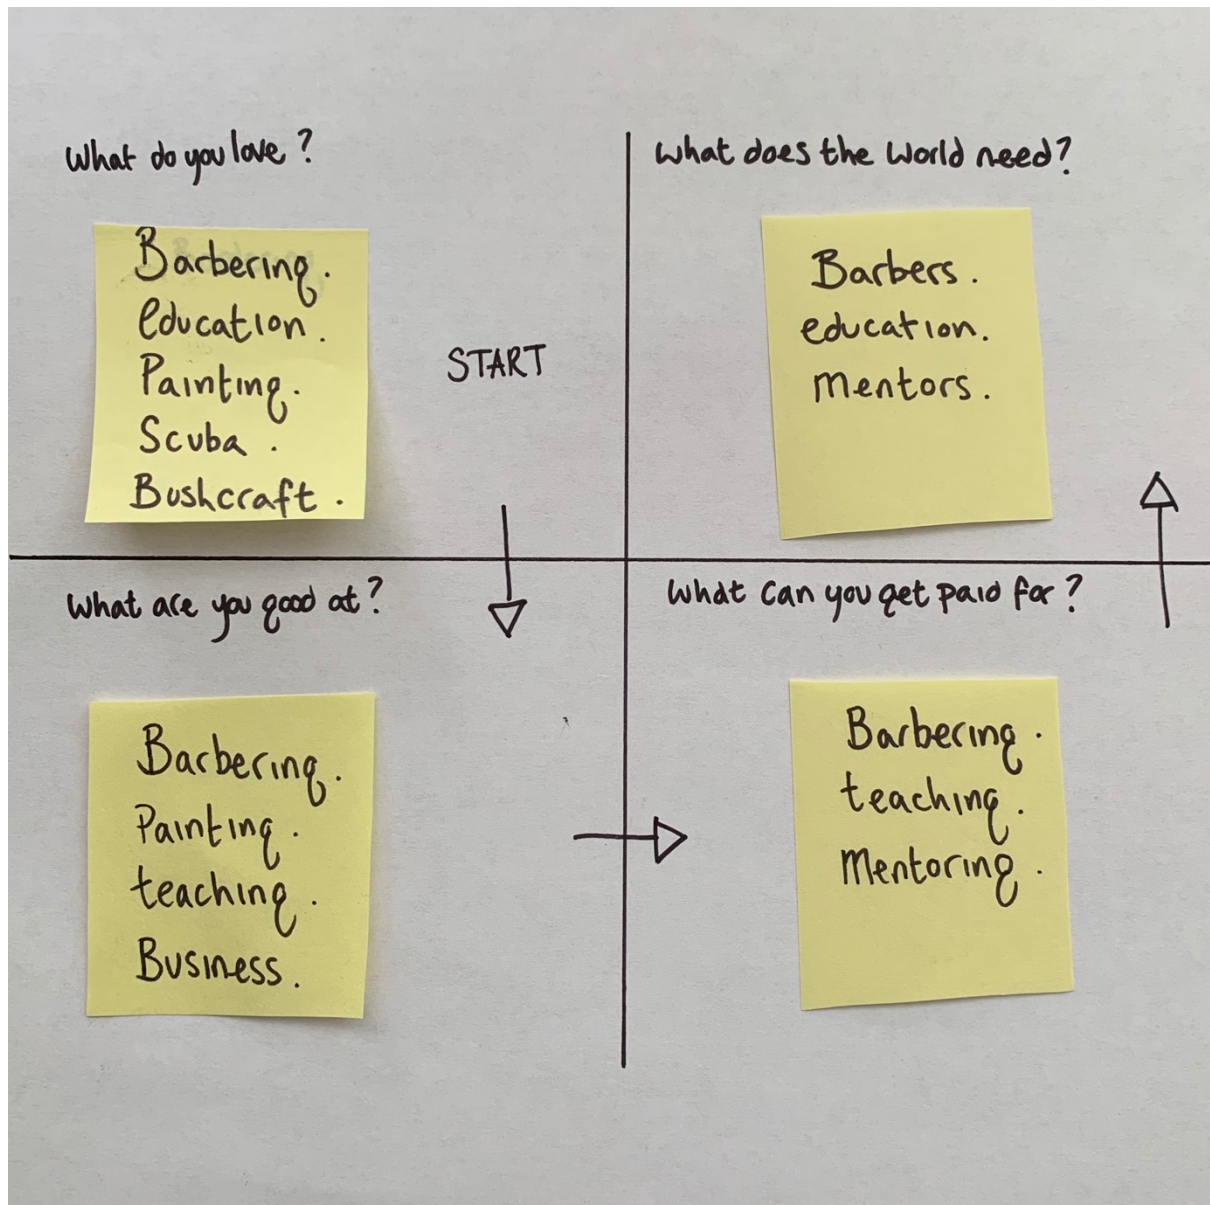 What do you love?
Barbering.
education.
Painting.
Scuba.
Bushcraft.
START
What are you good at?
Barbering.
Painting.
teaching.
Business.
What can you get paid for?
Barbering.
teaching.
Mentoring.
What does the World need?
Barbers.
education.
Mentors.